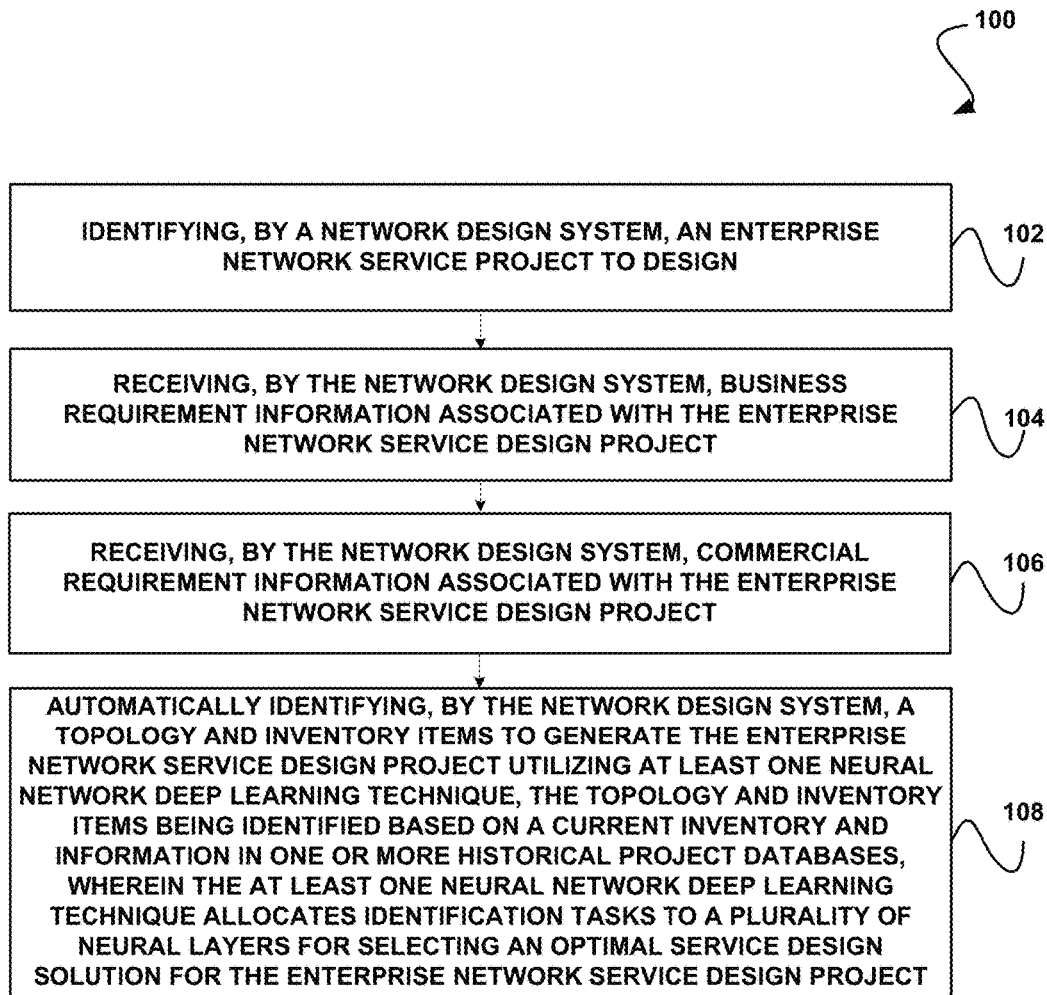 100
IDENTIFYING, BY A NETWORK DESIGN SYSTEM, AN ENTERPRISE
NETWORK SERVICE PROJECT TO DESIGN
102
RECEIVING, BY THE NETWORK DESIGN SYSTEM, BUSINESS
REQUIREMENT INFORMATION ASSOCIATED WITH THE ENTERPRISE
NETWORK SERVICE DESIGN PROJECT
104
RECEIVING, BY THE NETWORK DESIGN SYSTEM, COMMERCIAL
REQUIREMENT INFORMATION ASSOCIATED WITH THE ENTERPRISE
NETWORK SERVICE DESIGN PROJECT
106
AUTOMATICALLY IDENTIFYING, BY THE NETWORK DESIGN SYSTEM, A
TOPOLOGY AND INVENTORY ITEMS TO GENERATE THE ENTERPRISE
NETWORK SERVICE DESIGN PROJECT UTILIZING AT LEAST ONE NEURAL
NETWORK DEEP LEARNING TECHNIQUE, THE TOPOLOGY AND INVENTORY
ITEMS BEING IDENTIFIED BASED ON A CURRENT INVENTORY AND
INFORMATION IN ONE OR MORE HISTORICAL PROJECT DATABASES,
WHEREIN THE AT LEAST ONE NEURAL NETWORK DEEP LEARNING
TECHNIQUE ALLOCATES IDENTIFICATION TASKS TO A PLURALITY OF
NEURAL LAYERS FOR SELECTING AN OPTIMAL SERVICE DESIGN
SOLUTION FOR THE ENTERPRISE NETWORK SERVICE DESIGN PROJECT
108